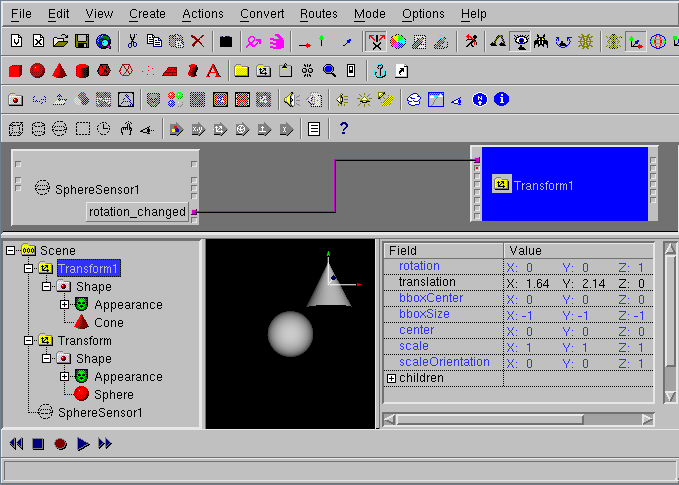 File Edit View Create Actions Convert Routes Mode Options Help
SphereSensor1
rotation_changed
Transform1
Scene
Transform1
Shape
Appearance
Cone
Transform
Shape
Appearance
Sphere
SphereSensor1
Field Value
rotation X: 0 Y: 0 Z: 1
translation X: 1.64 Y: 2.14 Z: 0
bboxCenter X: 0 Y: 0 Z: 0
bboxSize X: -1 Y: -1 Z: -1
center X: 0 Y: 0 Z: 0
scale X: 1 Y: 1 Z: 1
scaleOrientation X: 0 Y: 0 Z: 1
children